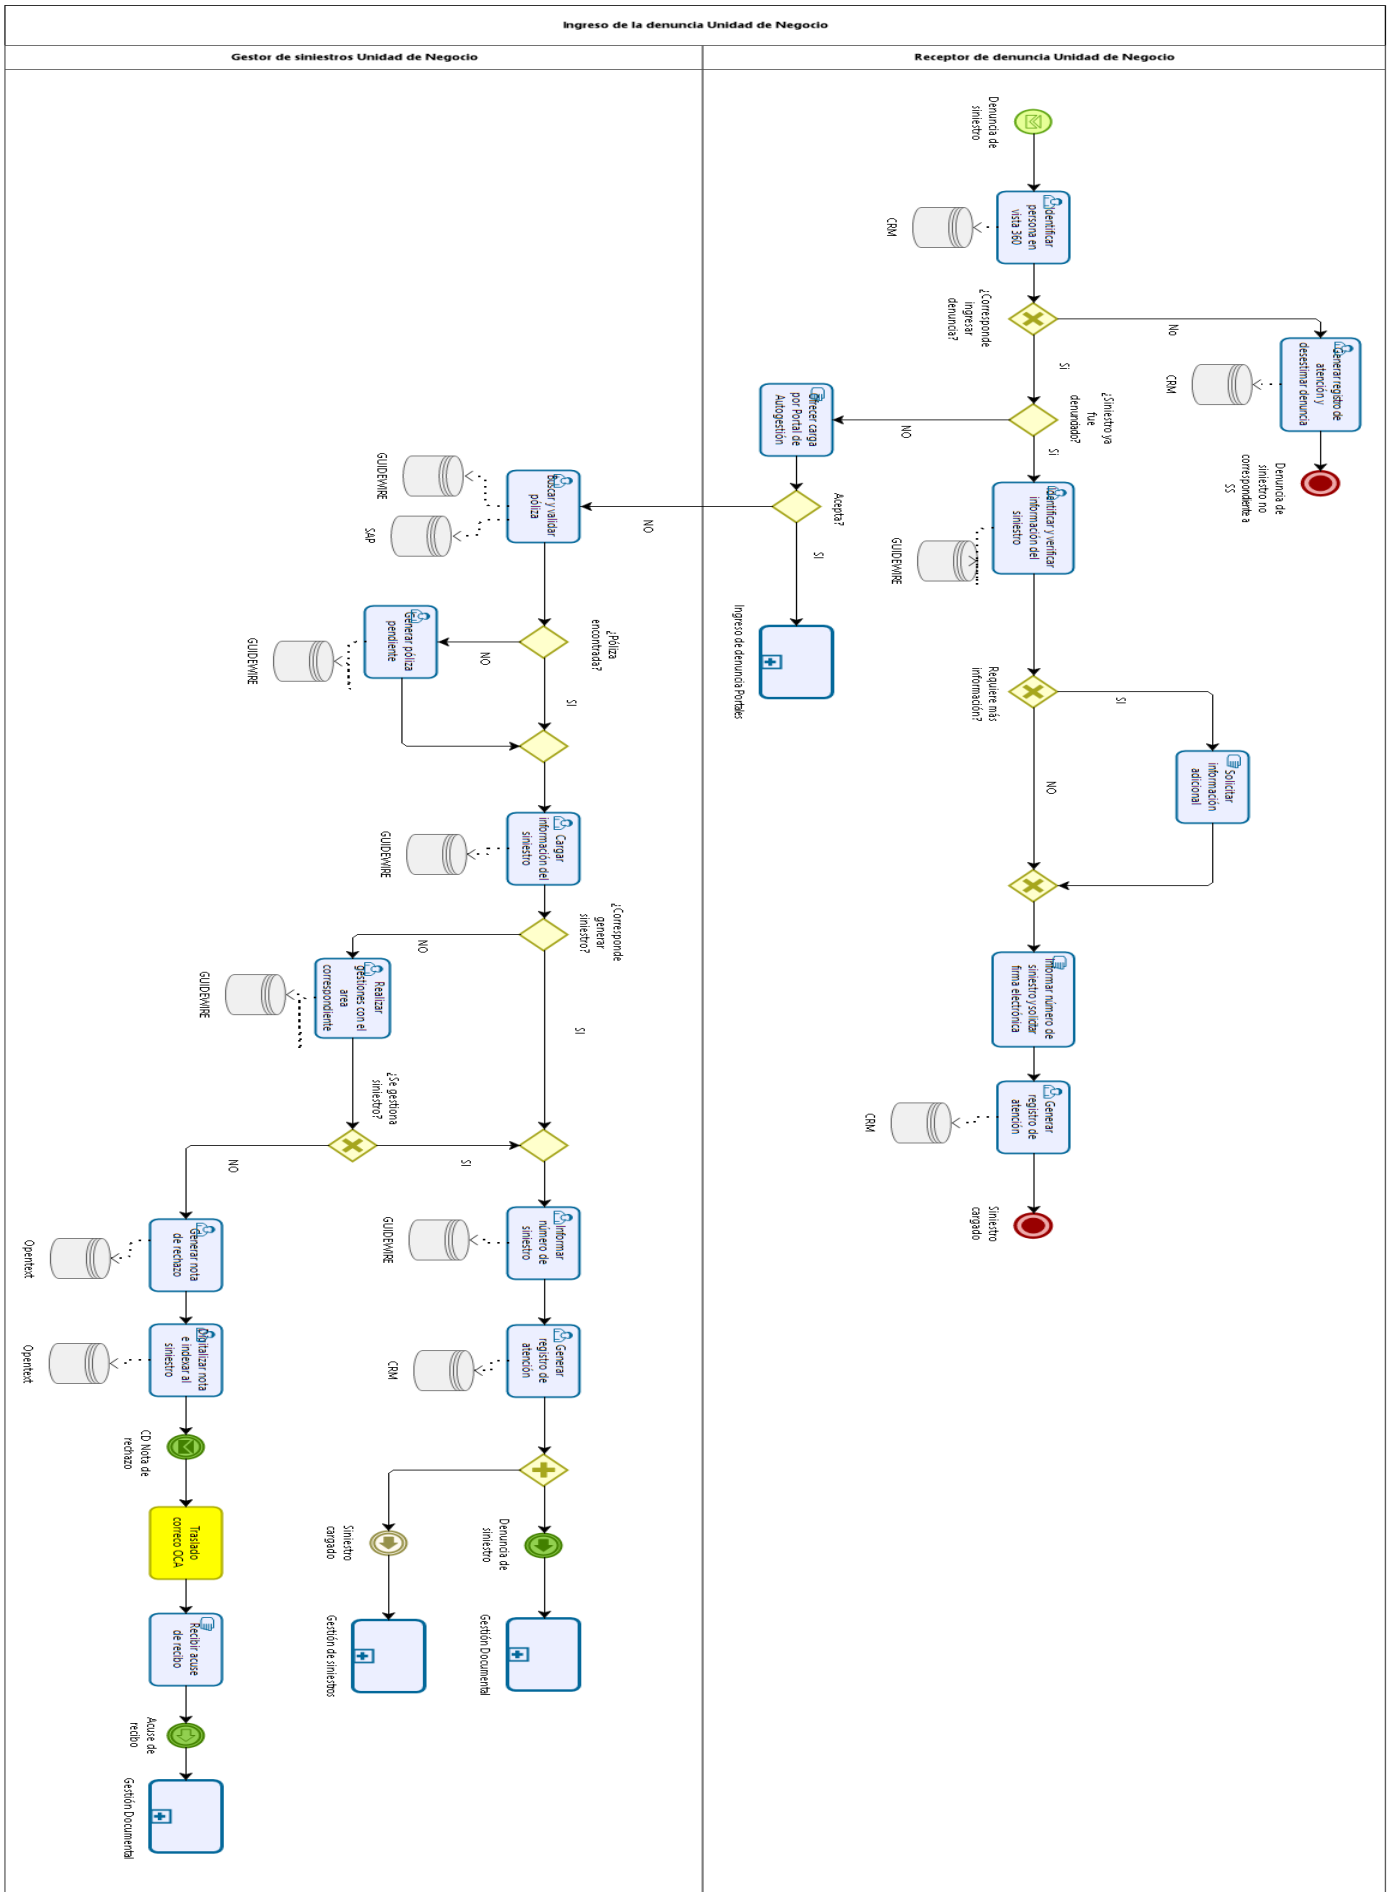 Ingreso de la denuncia Unidad de Negocio
Gestor de siniestros Unidad de Negocio
Receptor de denuncia Unidad de Negocio
Denuncia de
siniestro
Identificar
persona en
vista 360
CRM
¿Corresponde
ingresar
denuncia?
No
Generar registro de
atención y
desestimar denuncia
CRM
Denuncia de
siniestro no
correspondiente a
SS
Si
¿Siniestro ya
fue
denundado?
NO
Si
Ofrecer carga
por Portal de
Autogestión
Acepta?
NO
SI
Ingreso de denuncia Portales
Identificar y verificar
información del
siniestro
GUIDEWIRE
Requiere más
información?
SI
NO
Solicitar
información
adicional
Informar número de
siniestro y solicitar
firma electrónica
Generar
registro de
atención
CRM
Siniestro
cargado
Buscar y validar
póliza
GUIDEWIRE
SAP
¿Póliza
encontrada?
NO
SI
Generar póliza
pendiente
GUIDEWIRE
Cargar
información del
siniestro
GUIDEWIRE
¿Corresponde
generar
siniestro?
NO
SI
Realizar
gestiones con el
area
correspondiente
GUIDEWIRE
¿Se gestiona
siniestro?
SI
NO
Informar
número de
siniestro
GUIDEWIRE
Generar
registro de
atención
CRM
Denuncia de
siniestro
Gestión Documental
Siniestro
cargado
Gestión de siniestros
Generar nota
de rechazo
Opentext
Digitalizar nota
e indexar al
siniestro
Opentext
CD Nota de
rechazo
Traslado
correco OCA
Recibir acuse
de recibo
Acuse de
recibo
Gestión Documental